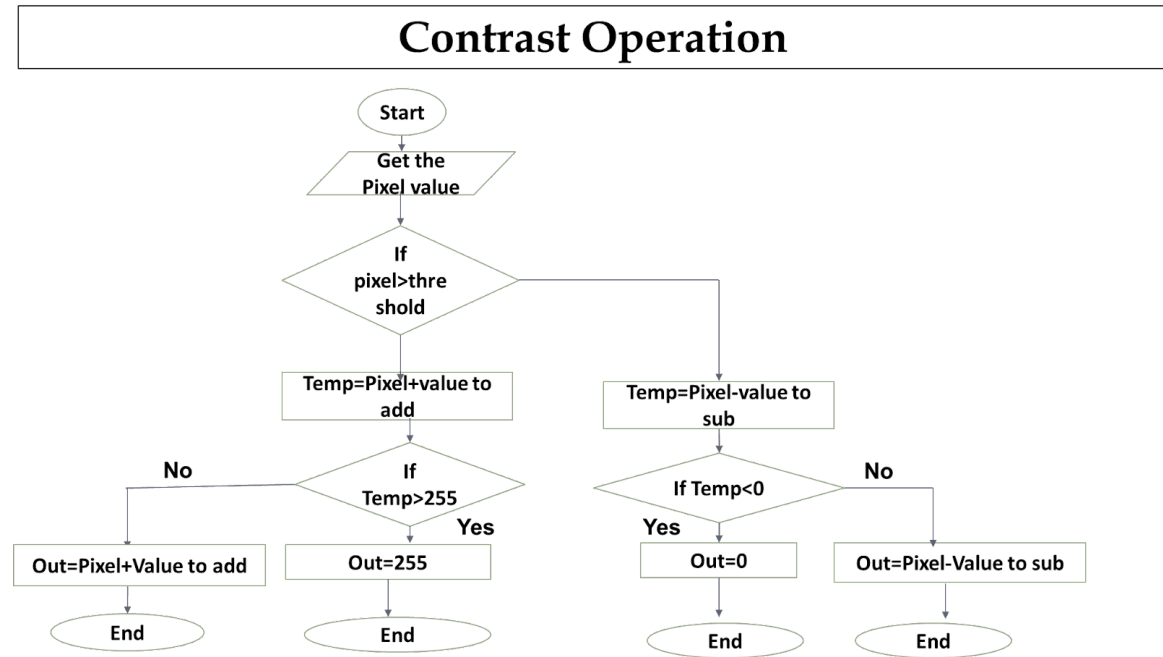 Contrast Operation
Start
Get the
Pixel value
If
pixel>thre
shold
Temp=Pixel+value to
add
Temp=Pixel-value to
sub
No
If
Temp>255
Yes
If Temp<0
No
Yes
Out=Pixel+Value to add
Out=255
Out=0
Out=Pixel-Value to sub
End
End
End
End